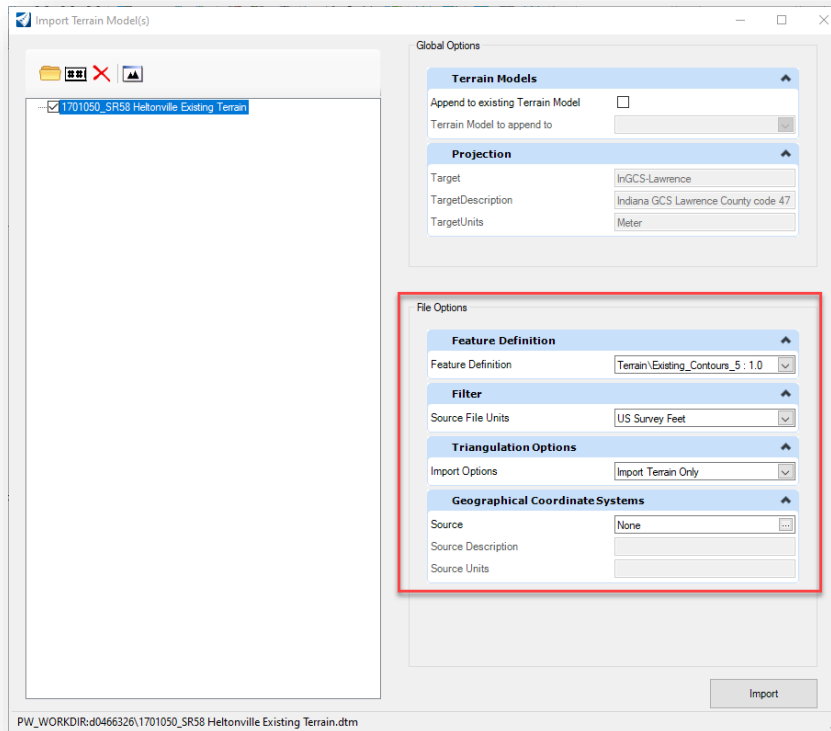 Import Terrain Model(s)
1701050_SR58 Heltonville Existing Terrain
Global Options
Terrain Models
Append to existing Terrain Model
Terrain Model to append to
Projection
Target InGCS-Lawrence
TargetDescription Indiana GCS Lawrence County code 47
TargetUnits Meter
File Options
Feature Definition
Feature Definition Terrain\Existing_Contours_5 : 1.0
Filter
Source File Units US Survey Feet
Triangulation Options
Import Options Import Terrain Only
Geographical Coordinate Systems
Source None ...
Source Description
Source Units
Import
PW_WORKDIR:d0466326\1701050_SR58 Heltonville Existing Terrain.dtm